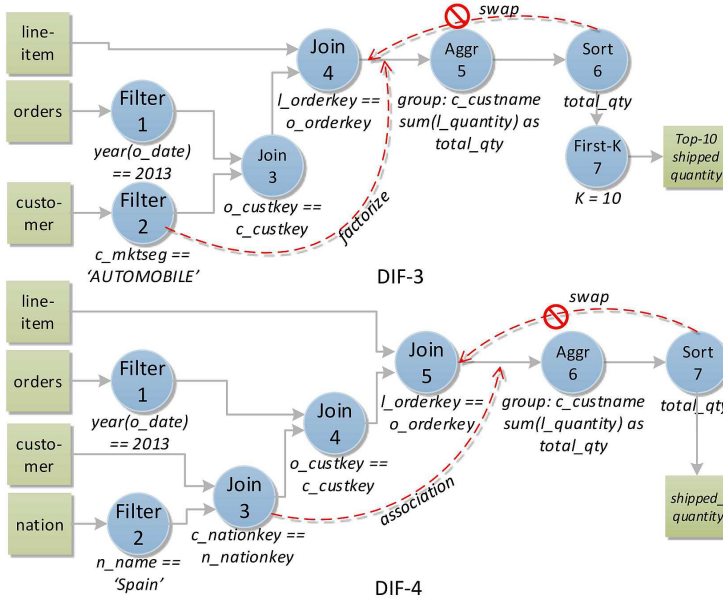 swap
line-
item
Join
4
Aggr
5
Sort
6
orders
Filter
1
l_orderkey ==
o_orderkey
group: c_custname
sum(l_quantity) as
total_qty
total_qty
year(o_date)
== 2013
Join
3
First-K
7
Top-10
shipped
quantity
custo-
mer
Filter
2
o_custkey ==
c_custkey
factorize
K = 10
c_mktseg ==
‘AUTOMOBILE’
DIF-3
line-
item
swap
orders
Filter
1
Join
5
Aggr
6
Sort
7
year(o_date)
== 2013
l_orderkey ==
o_orderkey
group: c_custname
sum(l_quantity) as
total_qty
total_qty
custo-
mer
Join
4
o_custkey ==
c_custkey
association
nation
Filter
2
Join
3
c_nationkey ==
n_nationkey
shipped_
quantity
n_name ==
‘Spain’
DIF-4